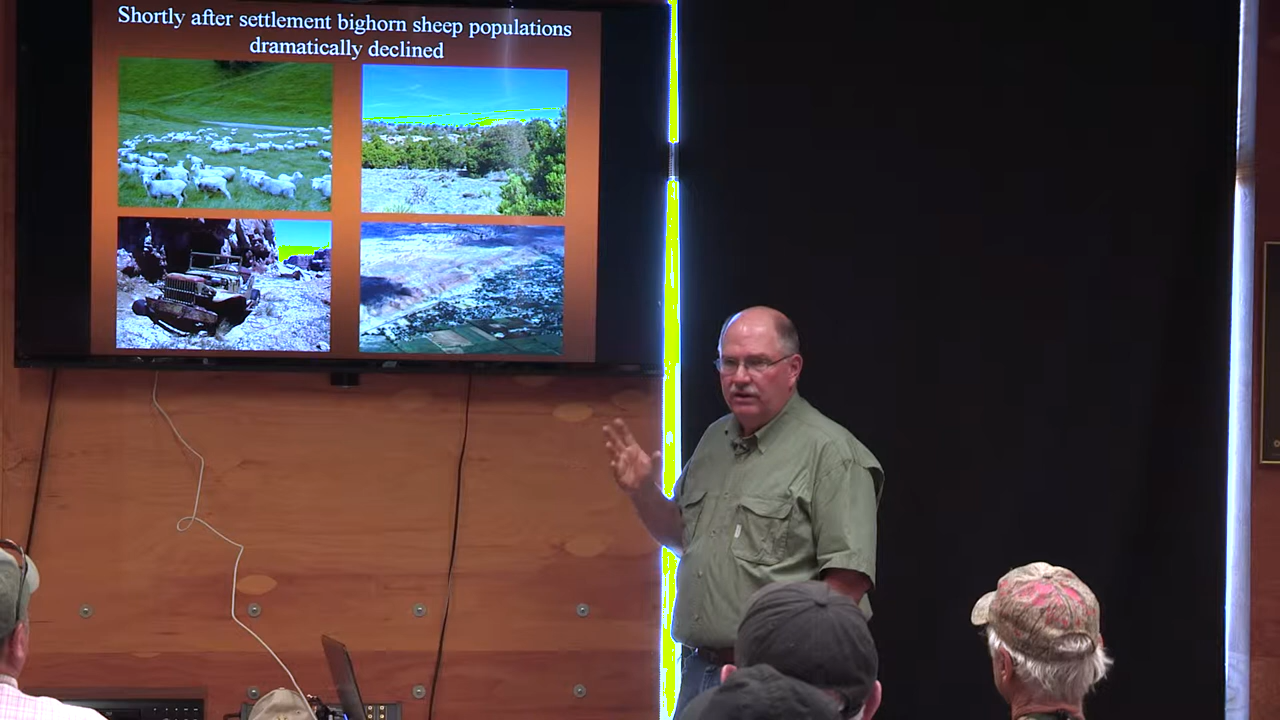 Shortly after settlement bighorn sheep populations
dramatically declined